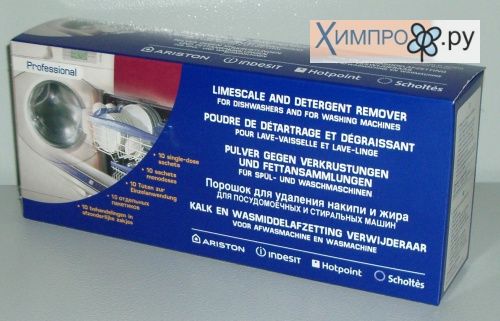 Химпро.ру
Professional
ARISTON INDESIT Hotpoint Scholtès
LIMESCALE AND DETERGENT REMOVER
FOR DISHWASHERS AND FOR WASHING MACHINES
POUDRE DE DÉTARTRAGE ET DÉGRAISSANT
POUR LAVE-VAISSELLE ET LAVE-LINGE
PULVER GEGEN VERKRUSTUNGEN
UND FETTANSAMMLUNGEN
FÜR SPÜL- UND WASCHMASCHINEN
Порошок для удаления накипи и жира
ДЛЯ ПОСУДОМОЕЧНЫХ И СТИРАЛЬНЫХ МАШИН
KALK EN WASMIDDELAFZETTING VERWIJDERAAR
VOOR AFWASMACHINE EN WASMACHINE
• 10 single-dose
sachets
• 10 sachets
monodoses
• 10 Tüten zur
Einzelanwendung
• 10 отдельных
пакетиков
• 10 behandelingen in
afzonderlijke zakjes
ARISTON INDESIT Hotpoint Scholtès